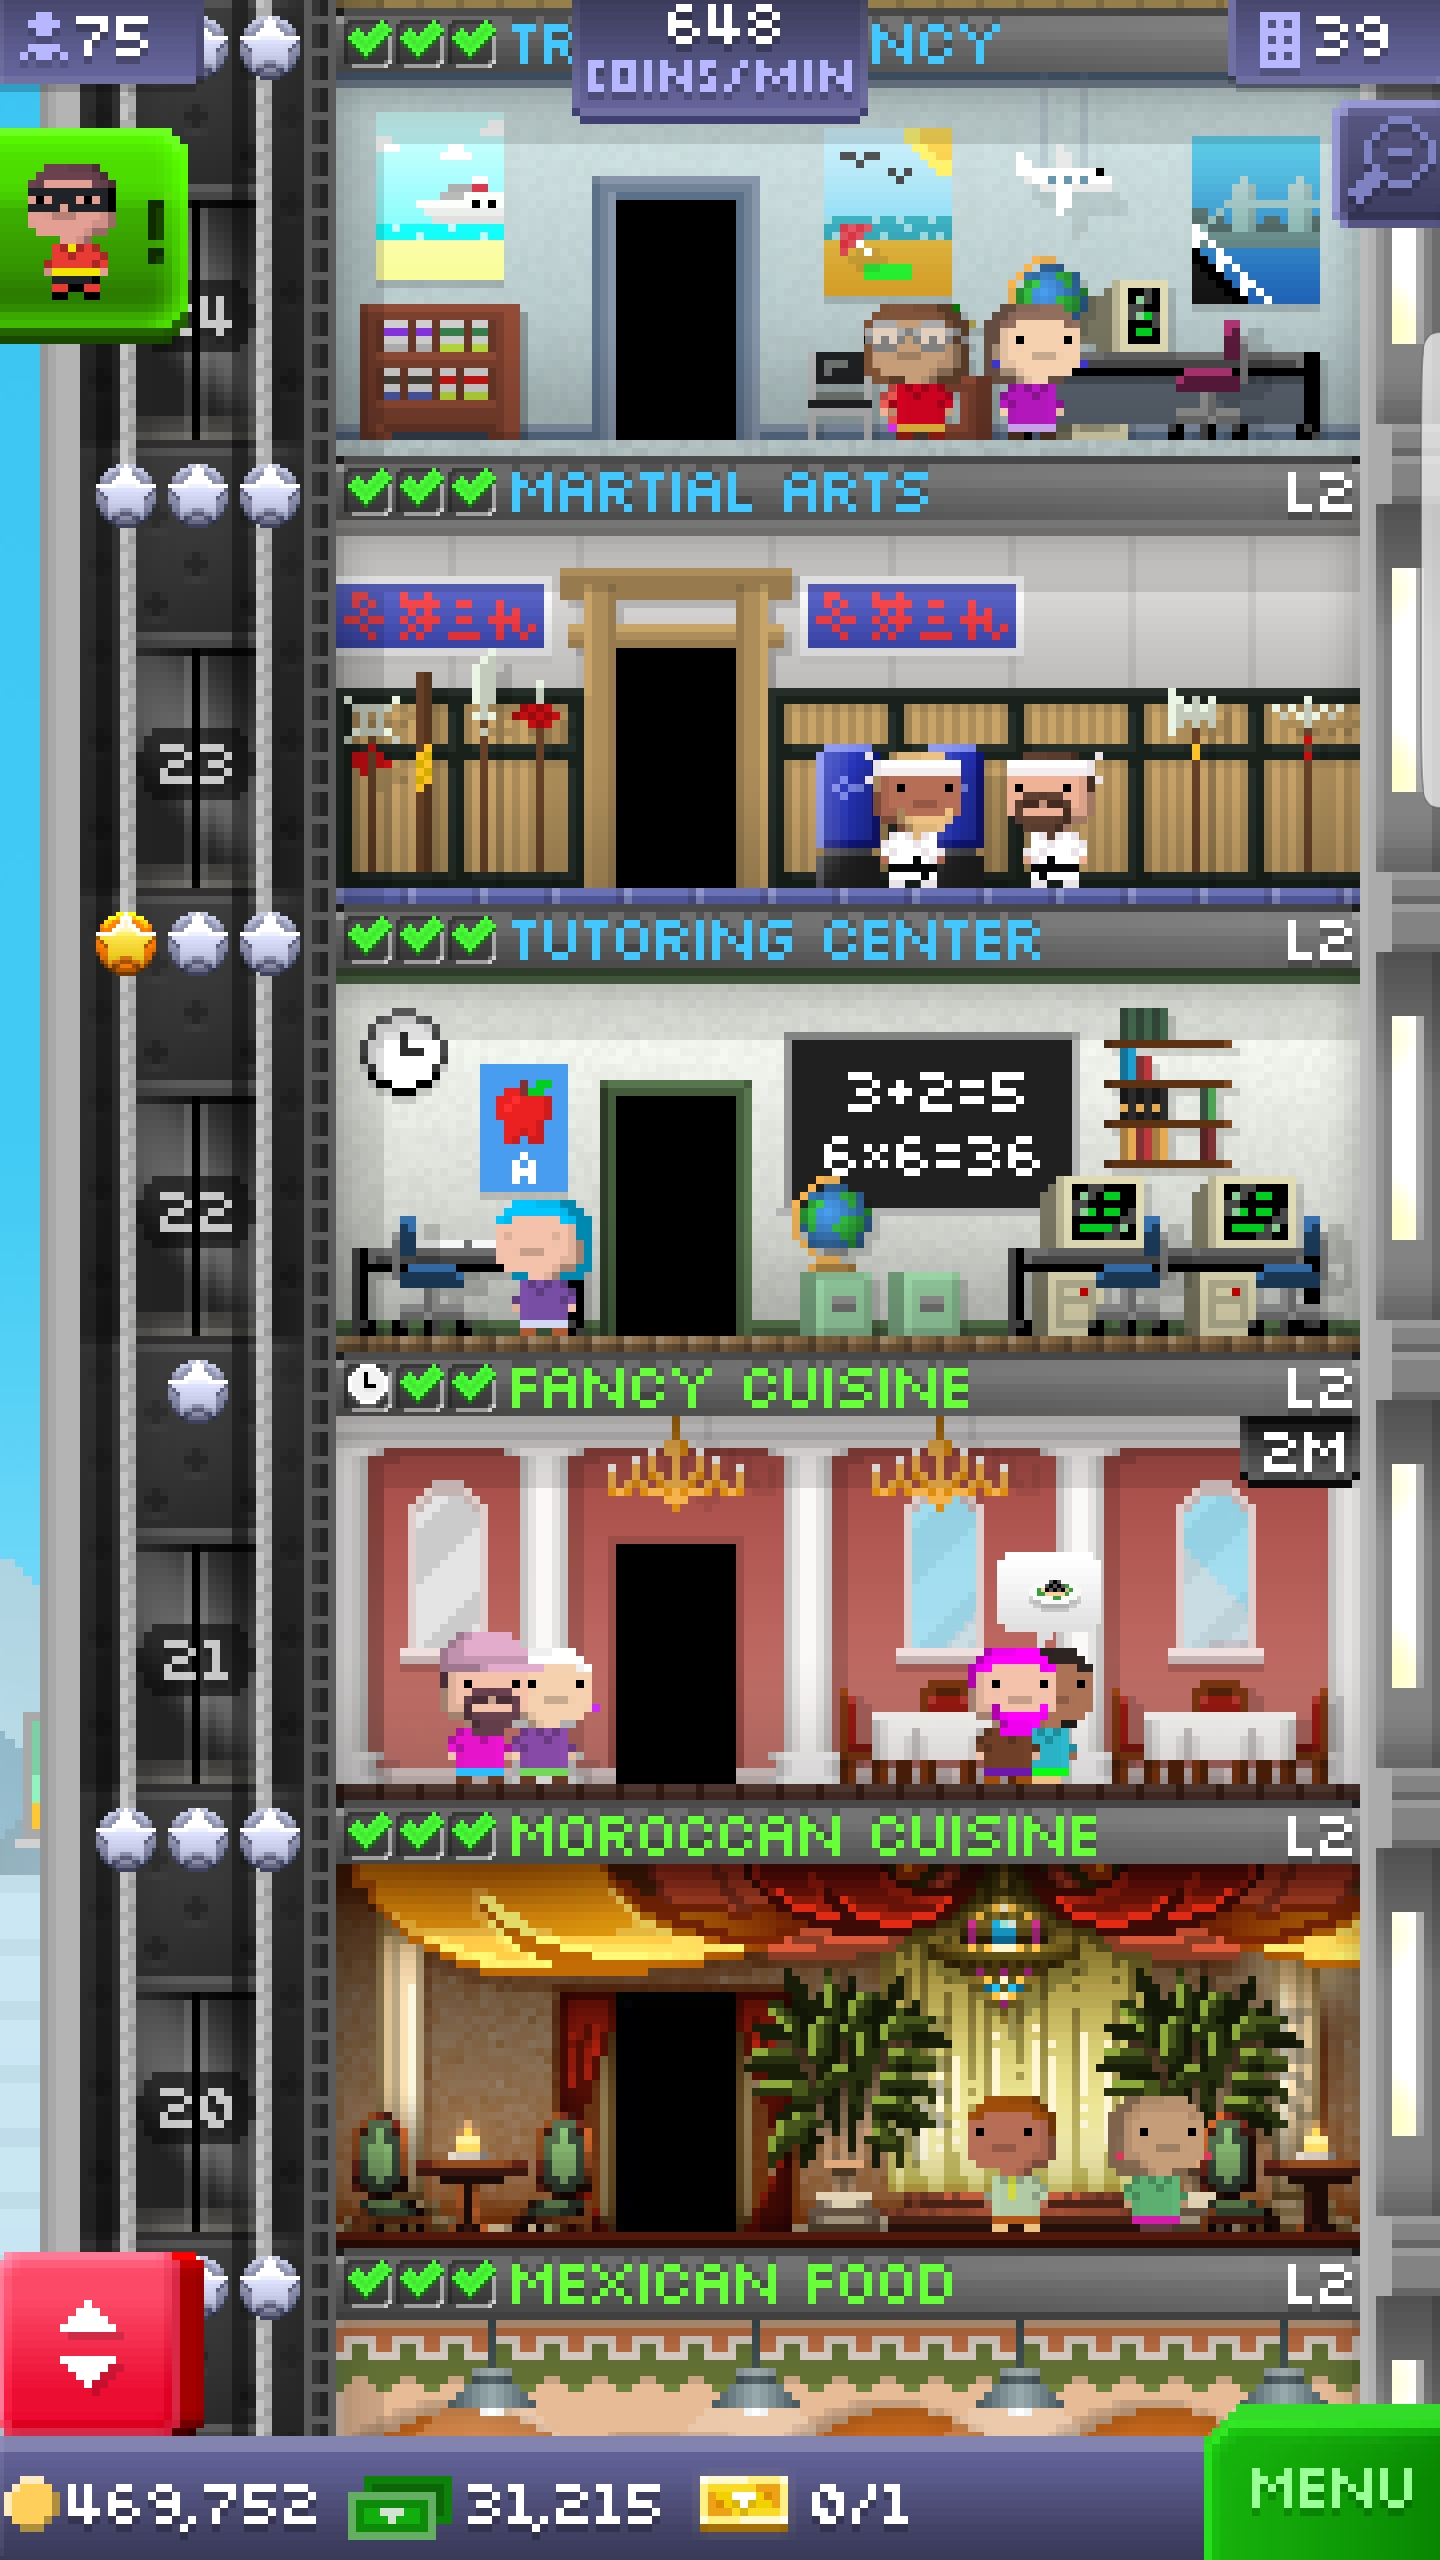 75
648
COINS/MIN
39
TR
NCY
MARTIAL ARTS L2
23
TUTORING CENTER L2
3+2=5
6×6=36
A
22
FANCY CUISINE L2
2M
21
MOROCCAN CUISINE L2
20
MEXICAN FOOD L2
469,752 31,215 0/1
MENU